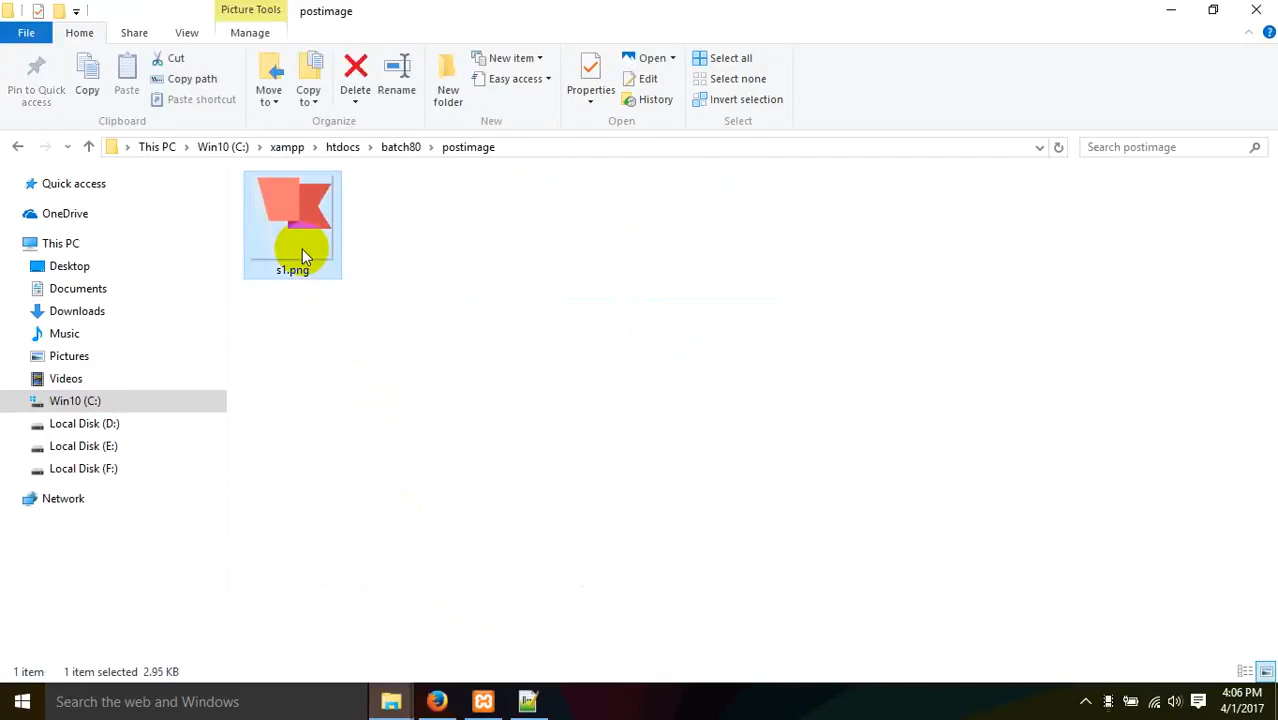 Picture Tools
postimage
File
Home
Share
View
Manage
Pin to Quick access
Copy
Paste
Cut
Copy path
Paste shortcut
Clipboard
Move to
Copy to
Delete
Rename
Organize
New folder
New item
Easy access
New
Properties
Open
Edit
History
Open
Select all
Select none
Invert selection
Select
This PC
Win10 (C:)
xampp
htdocs
batch80
postimage
Search postimage
Quick access
OneDrive
This PC
Desktop
Documents
Downloads
Music
Pictures
Videos
Win10 (C:)
Local Disk (D:)
Local Disk (E:)
Local Disk (F:)
Network
s1.png
1 item
1 item selected 2.95 KB
Search the web and Windows
4:06 PM
4/1/2017